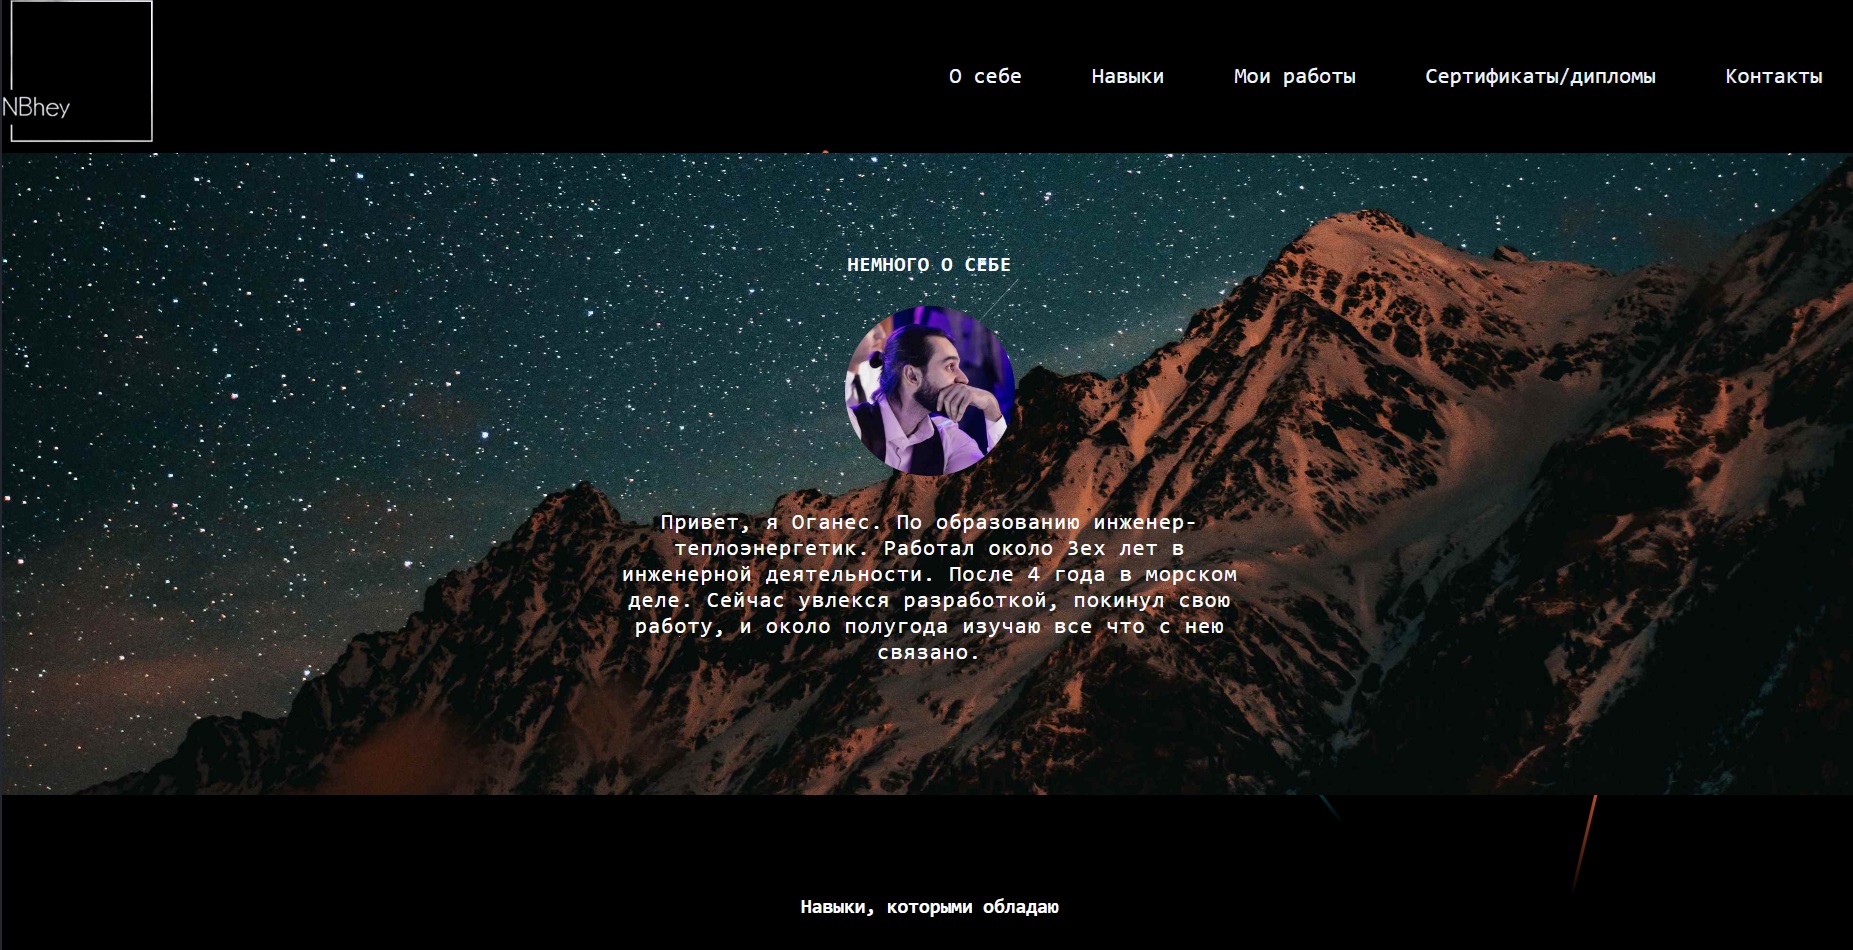 NBhey
О себе Навыки Мои работы Сертификаты/дипломы Контакты
НЕМНОГО О СЕБЕ
Привет, я Оганес. По образованию инженер-
теплоэнергетик. Работал около 3ех лет в
инженерной деятельности. После 4 года в морском
деле. Сейчас увлекся разработкой, покинул свою
работу, и около полугода изучаю все что с нею
связано.
Навыки, которыми обладаю